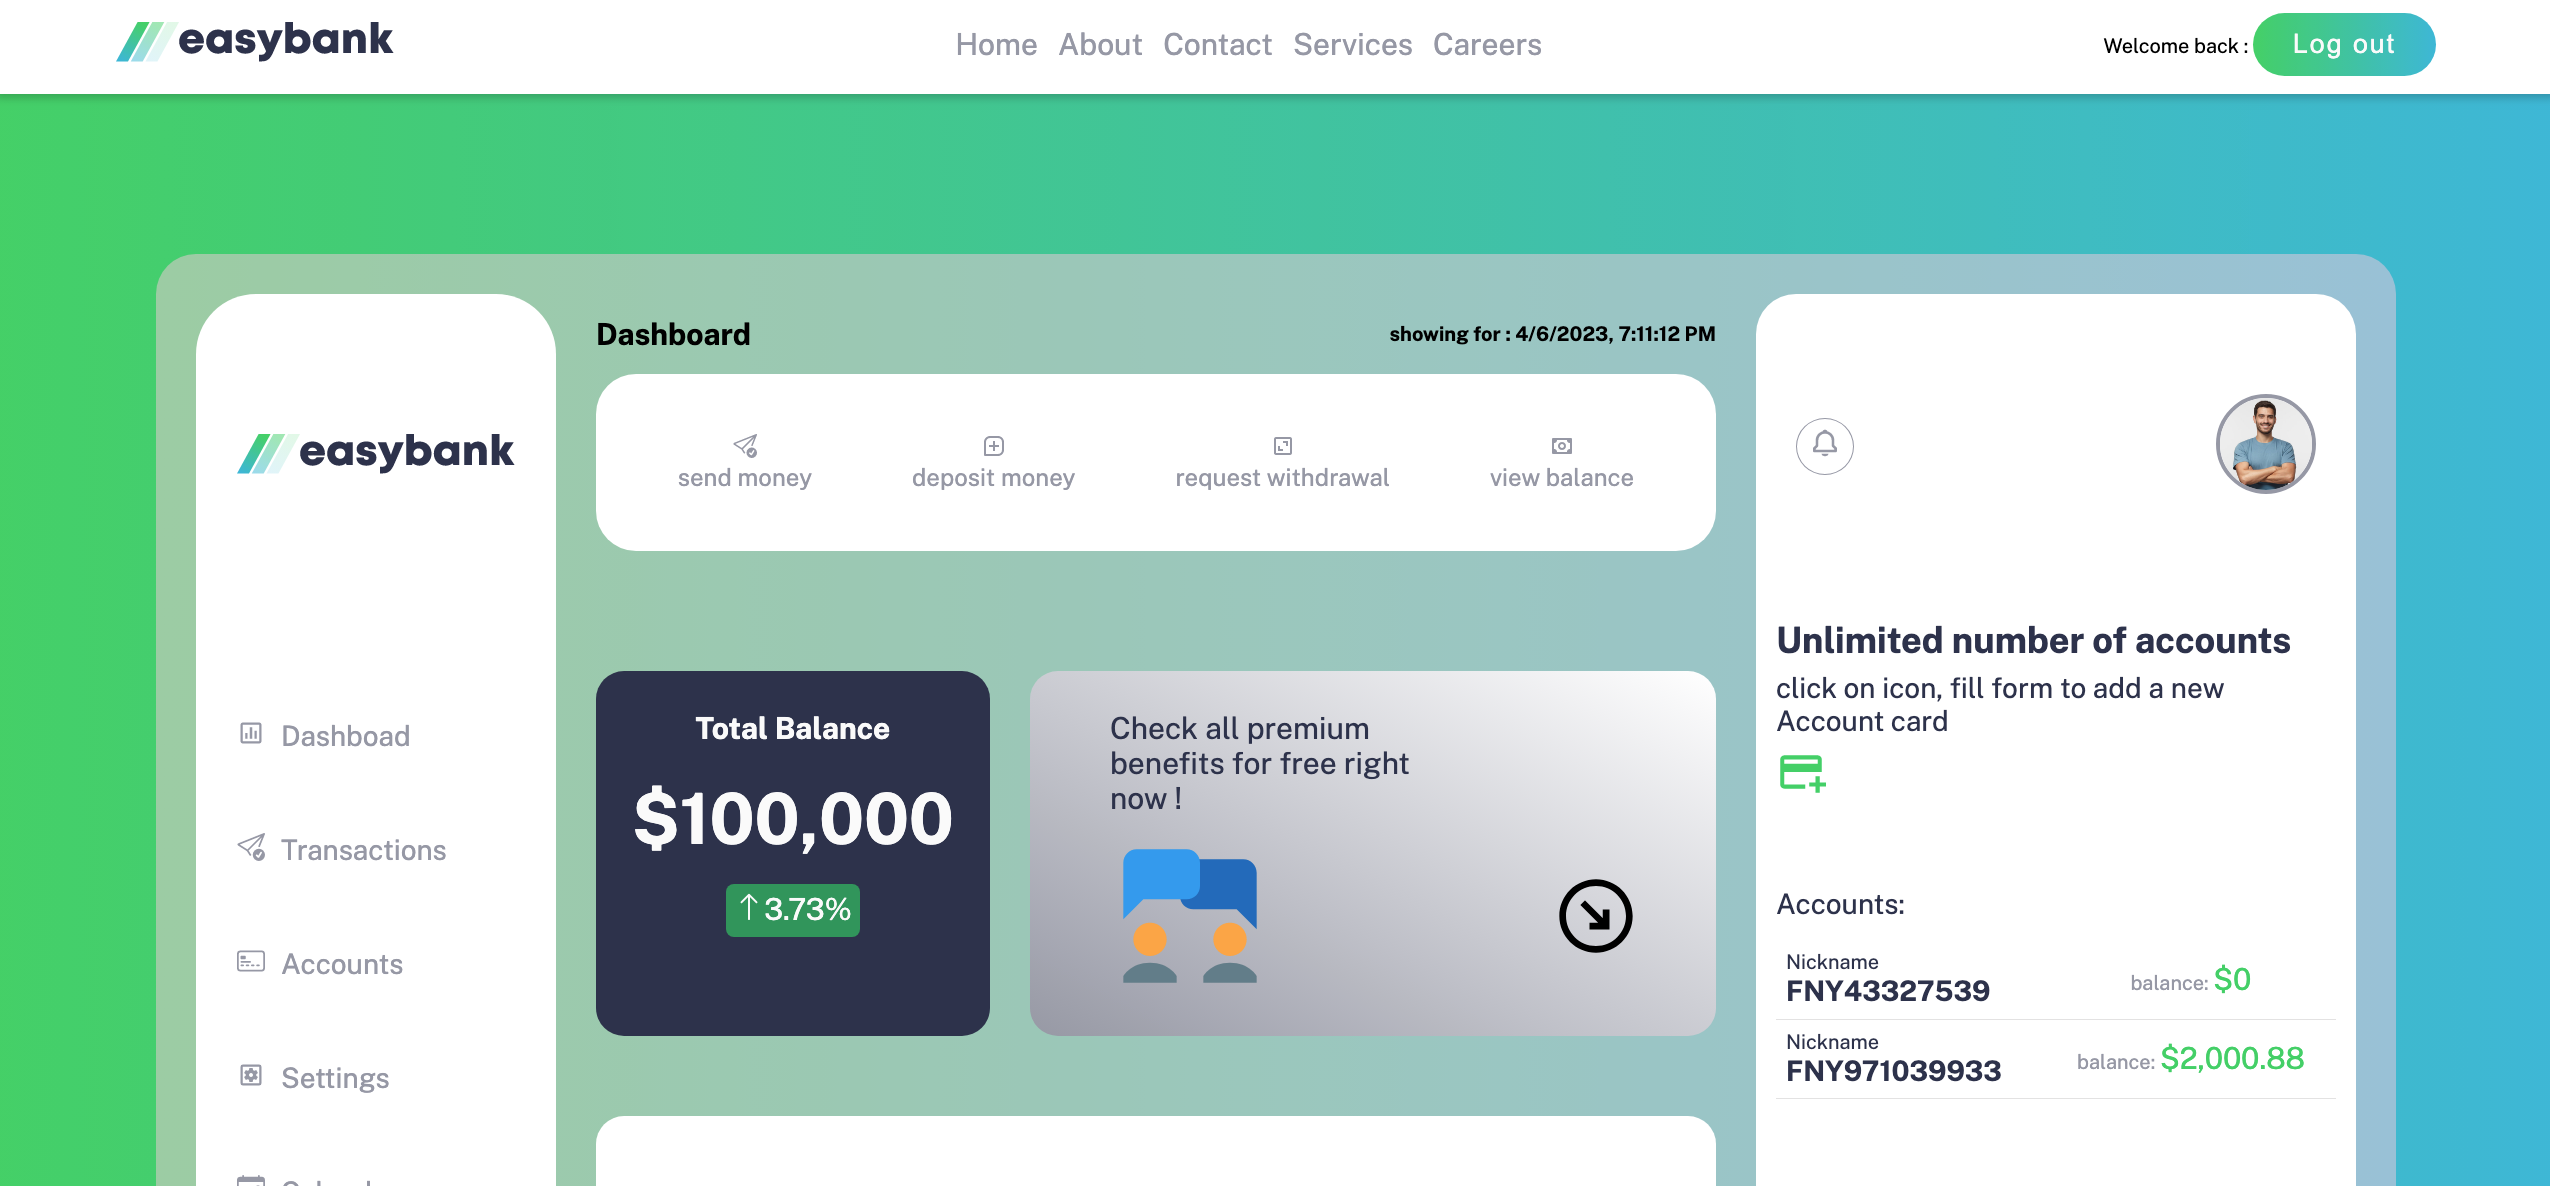 easybank
Home About Contact Services Careers
Welcome back :
Log out
easybank
Dashboad
Transactions
Accounts
Settings
Dashboard
showing for : 4/6/2023, 7:11:12 PM
send money
deposit money
request withdrawal
view balance
Total Balance
$100,000
↑3.73%
Check all premium
benefits for free right
now !
Unlimited number of accounts
click on icon, fill form to add a new
Account card
Accounts:
Nickname
FNY43327539
balance: $0
Nickname
FNY971039933
balance: $2,000.88